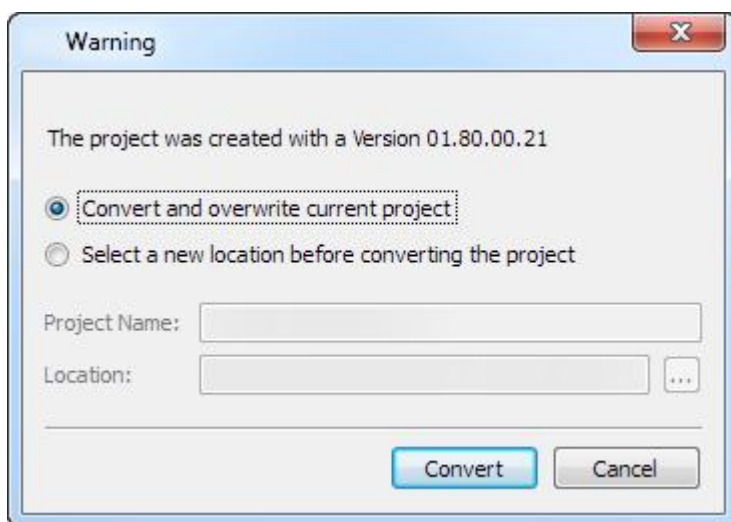 Warning
The project was created with a Version 01.80.00.21
Convert and overwrite current project
Select a new location before converting the project
Project Name:
Location:
...
Convert
Cancel